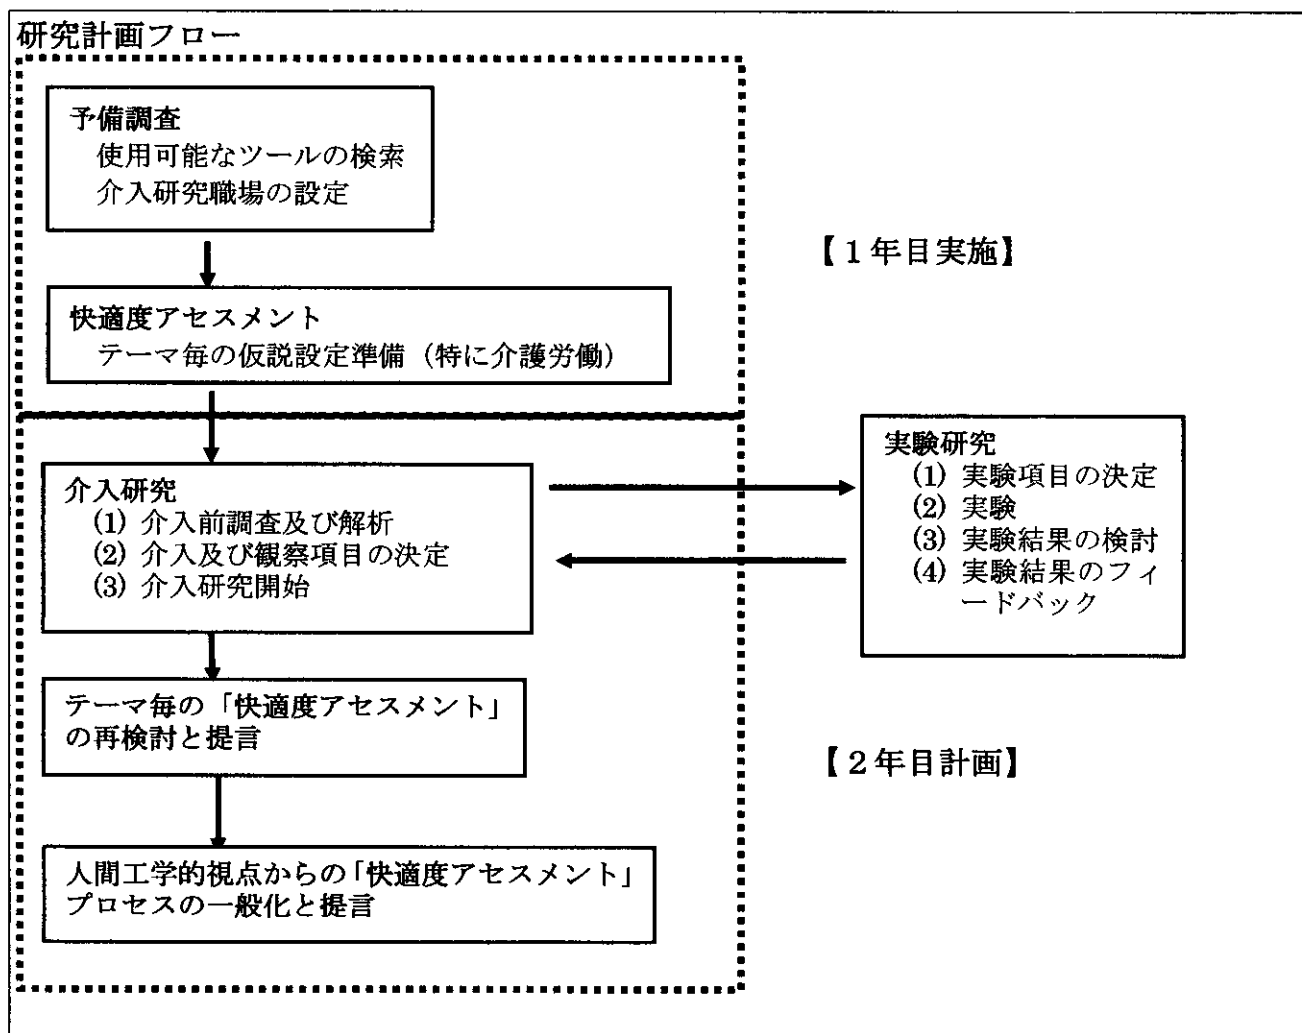 研究計画フロー
予備調査
使用可能なツールの検索
介入研究職場の設定
【1年目実施】
快適度アセスメント
テーマ毎の仮説設定準備（特に介護労働）
介入研究
(1) 介入前調査及び解析
(2) 介入及び観察項目の決定
(3) 介入研究開始
実験研究
(1) 実験項目の決定
(2) 実験
(3) 実験結果の検討
(4) 実験結果のフィ
ードバック
テーマ毎の「快適度アセスメント」
の再検討と提言
【2年目計画】
人間工学的視点からの「快適度アセスメント」
プロセスの一般化と提言